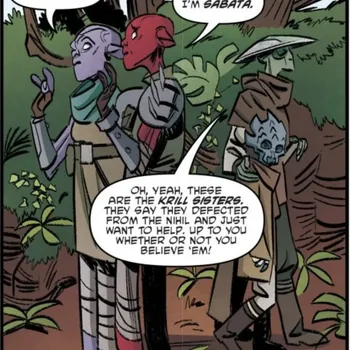 I'M SABATA.
OH, YEAH, THESE
ARE THE KRILL SISTERS.
THEY SAY THEY DEFECTED
FROM THE NIHIL AND JUST
WANT TO HELP. UP TO YOU
WHETHER OR NOT YOU
BELIEVE 'EM!